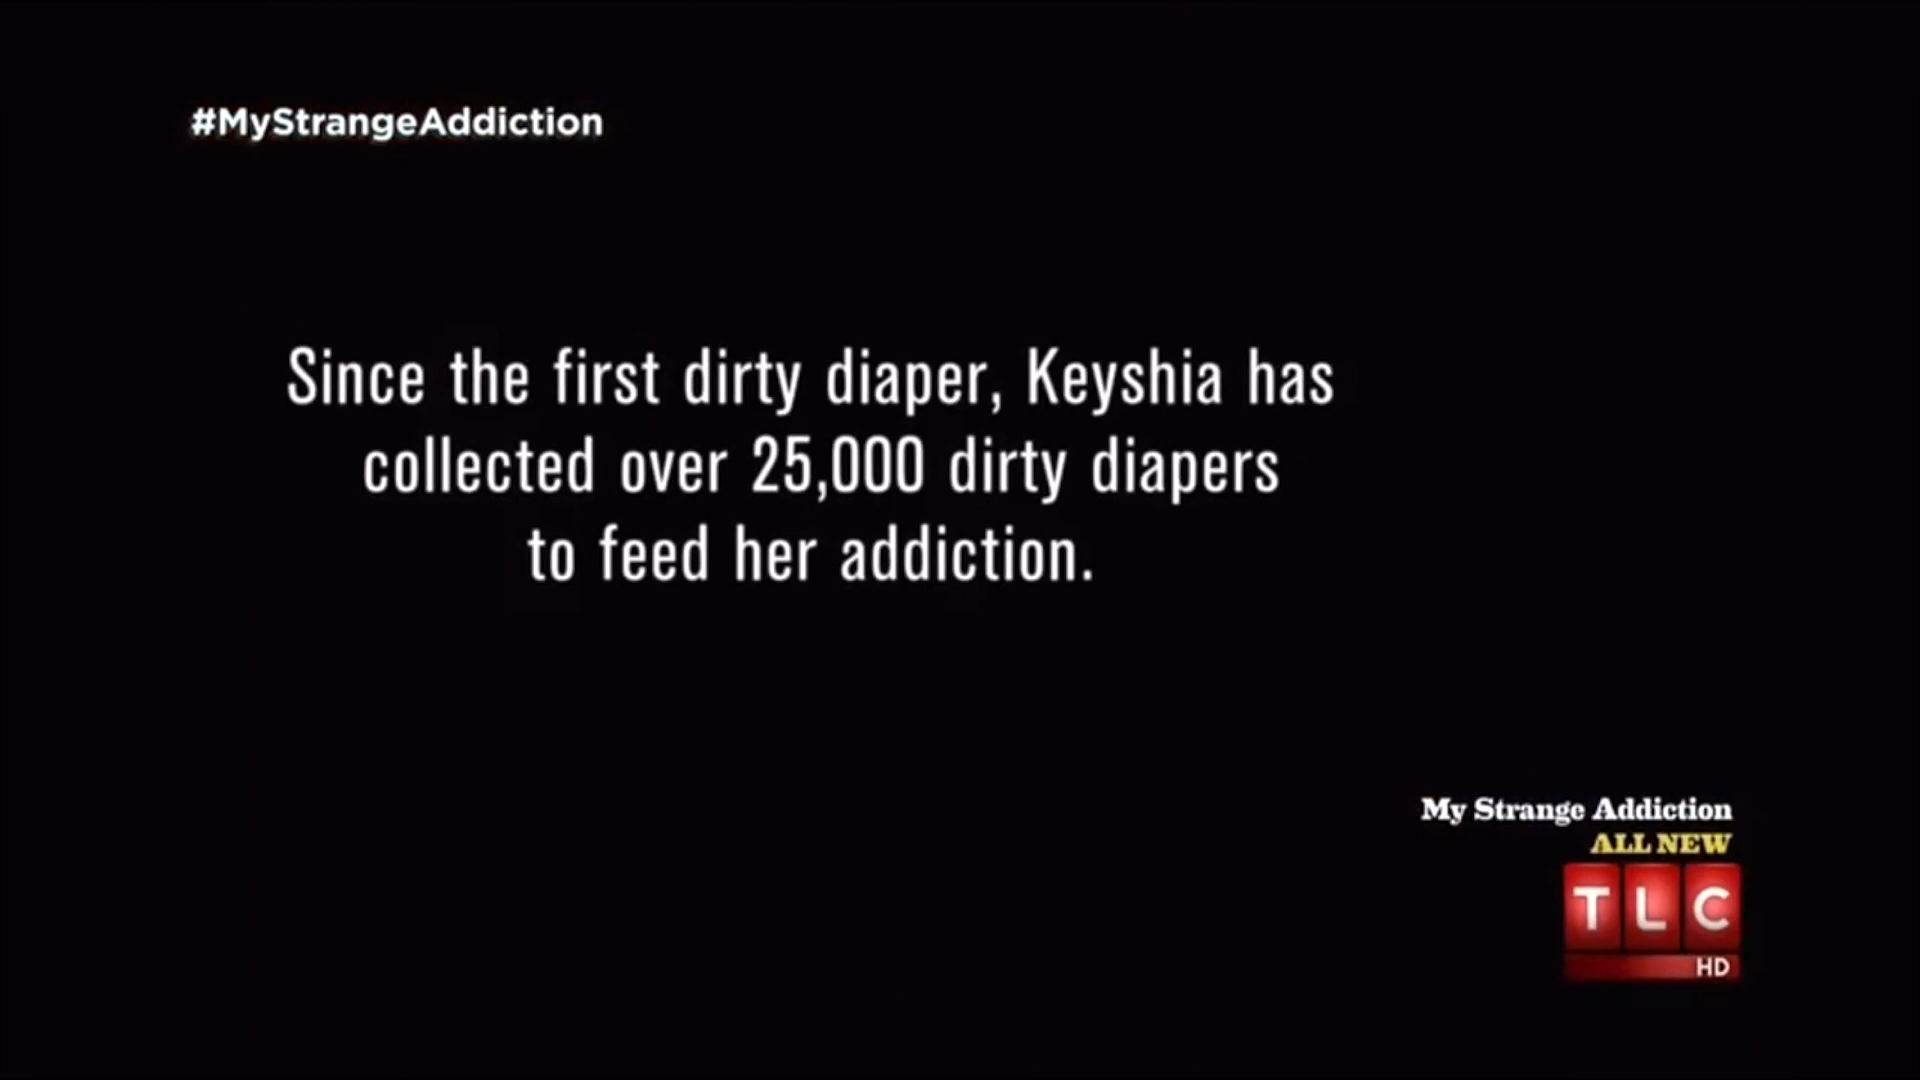 #MyStrangeAddiction
Since the first dirty diaper, Keyshia has
collected over 25,000 dirty diapers
to feed her addiction.
My Strange Addiction
ALL NEW
TLC
HD